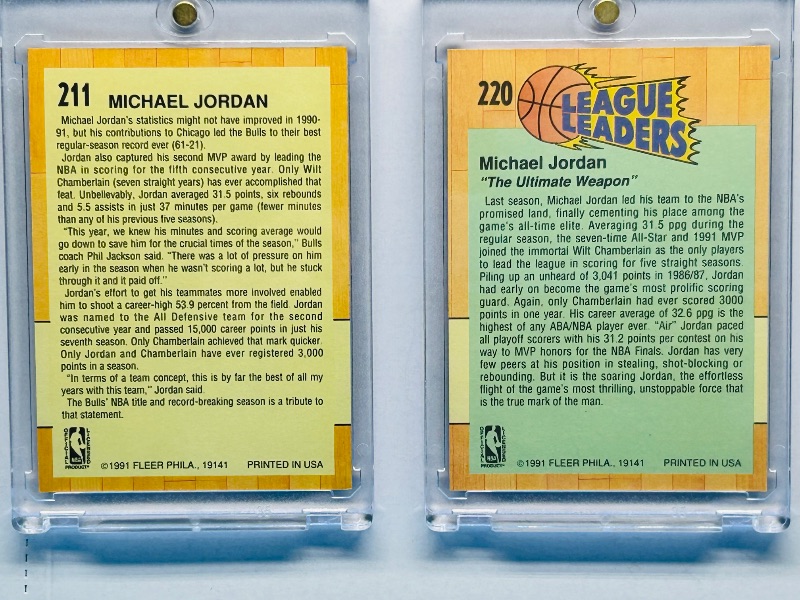 211 MICHAEL JORDAN
Michael Jordan's statistics might not have improved in 1990-
91, but his contributions to Chicago led the Bulls to their best
regular-season record ever (61-21).
Jordan also captured his second MVP award by leading the
NBA in scoring for the fifth consecutive year. Only Wilt
Chamberlain (seven straight years) has ever accomplished that
feat. Unbelievably, Jordan averaged 31.5 points, six rebounds
and 5.5 assists in just 37 minutes per game (fewer minutes
than any of his previous five seasons).
"This year, we knew his minutes and scoring average would
go down to save him for the crucial times of the season," Bulls
coach Phil Jackson said. "There was a lot of pressure on him
early in the season when he wasn't scoring a lot, but he stuck
through it and it paid off."
Jordan's effort to get his teammates more involved enabled
him to shoot a career-high 53.9 percent from the field. Jordan
was named to the All Defensive team for the second
consecutive year and passed 15,000 career points in just his
seventh season. Only Chamberlain achieved that mark quicker.
Only Jordan and Chamberlain have ever registered 3,000
points in a season.
"In terms of a team concept, this is by far the best of all my
years with this team," Jordan said.
The Bulls' NBA title and record-breaking season is a tribute to
that statement.
OFFICIAL LICENSED
NBA
PRODUCT
©1991 FLEER PHILA., 19141 PRINTED IN USA
220
LEAGUE
LEADERS
Michael Jordan
"The Ultimate Weapon"
Last season, Michael Jordan led his team to the NBA's
promised land, finally cementing his place among the
game's all-time elite. Averaging 31.5 ppg during the
regular season, the seven-time All-Star and 1991 MVP
joined the immortal Wilt Chamberlain as the only players
to lead the league in scoring for five straight seasons.
Piling up an unheard of 3,041 points in 1986/87, Jordan
had early on become the game's most prolific scoring
guard. Again, only Chamberlain had ever scored 3000
points in one year. His career average of 32.6 ppg is the
highest of any ABA/NBA player ever. "Air" Jordan paced
all playoff scorers with his 31.2 points per contest on his
way to MVP honors for the NBA Finals. Jordan has very
few peers at his position in stealing, shot-blocking or
rebounding. But it is the soaring Jordan, the effortless
flight of the game's most thrilling, unstoppable force that
is the true mark of the man.
OFFICIAL LICENSED
NBA
PRODUCT
©1991 FLEER PHILA., 19141 PRINTED IN USA